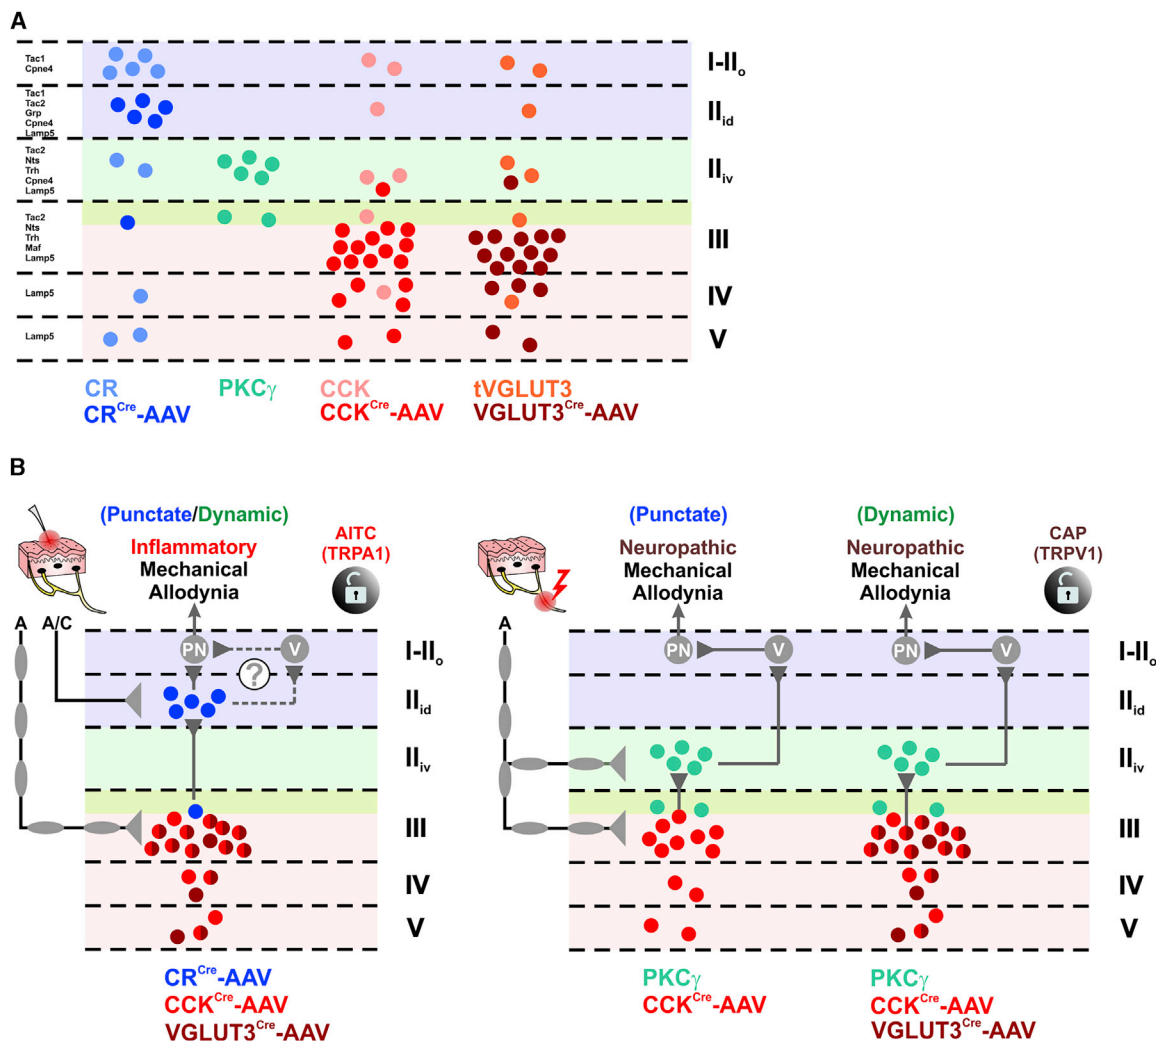 A
Tac1
Cpne4
I-IIo
Tac1
Tac2
Grp
Cpne4
Lamp5
IIid
Tac2
Nts
Trh
Cpne4
Lamp5
IIiv
Tac2
Nts
Trh
Maf
Lamp5
III
Lamp5
IV
Lamp5
V
CR PKCγ CCK tVGLUT3
CRCre-AAV CCKCre-AAV VGLUT3Cre-AAV
B
(Punctate/Dynamic)
Inflammatory
Mechanical
Allodynia
AITC
(TRPA1)
A A/C
PN V
?
I-IIo
IIid
IIiv
III
IV
V
CRCre-AAV
CCKCre-AAV
VGLUT3Cre-AAV
(Punctate)
Neuropathic
Mechanical
Allodynia
(Dynamic)
Neuropathic
Mechanical
Allodynia
CAP
(TRPV1)
A
PN V PN V
I-IIo
IIid
IIiv
III
IV
V
PKCγ
CCKCre-AAV
PKCγ
CCKCre-AAV
VGLUT3Cre-AAV